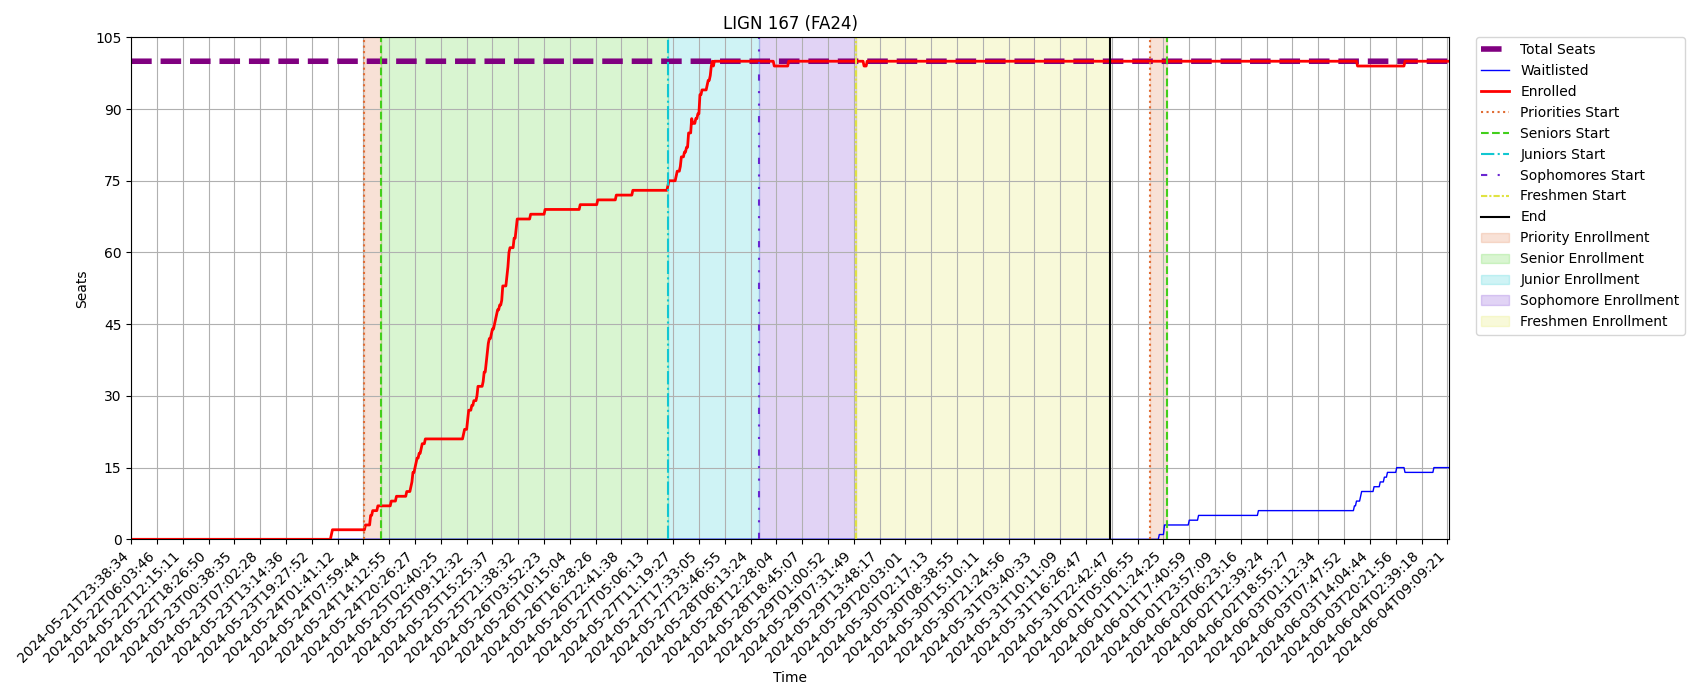 LIGN 167 (FA24)
105
90
75
60
45
30
15
0
Seats
2024-05-21T23:38:34
2024-05-22T06:03:46
2024-05-22T12:15:11
2024-05-22T18:26:50
2024-05-23T00:38:35
2024-05-23T07:02:28
2024-05-23T13:14:36
2024-05-23T19:27:52
2024-05-24T01:41:12
2024-05-24T07:59:44
2024-05-24T14:12:55
2024-05-24T20:26:27
2024-05-25T02:40:25
2024-05-25T09:12:32
2024-05-25T15:25:37
2024-05-25T21:38:32
2024-05-26T03:52:23
2024-05-26T10:15:04
2024-05-26T16:28:26
2024-05-26T22:41:38
2024-05-27T05:06:13
2024-05-27T11:19:27
2024-05-27T17:33:05
2024-05-27T23:46:55
2024-05-28T06:13:24
2024-05-28T12:28:04
2024-05-28T18:45:07
2024-05-29T01:00:52
2024-05-29T07:31:49
2024-05-29T13:48:17
2024-05-29T20:03:01
2024-05-30T02:17:13
2024-05-30T08:38:55
2024-05-30T15:10:11
2024-05-30T21:24:56
2024-05-31T03:40:33
2024-05-31T10:11:09
2024-05-31T16:26:47
2024-05-31T22:42:47
2024-06-01T05:06:55
2024-06-01T11:24:25
2024-06-01T17:40:59
2024-06-01T23:57:09
2024-06-02T06:23:16
2024-06-02T12:39:24
2024-06-02T18:55:27
2024-06-03T01:12:34
2024-06-03T07:47:52
2024-06-03T14:04:44
2024-06-03T20:21:56
2024-06-04T02:39:18
2024-06-04T09:09:21
Time
Total Seats
Waitlisted
Enrolled
Priorities Start
Seniors Start
Juniors Start
Sophomores Start
Freshmen Start
End
Priority Enrollment
Senior Enrollment
Junior Enrollment
Sophomore Enrollment
Freshmen Enrollment